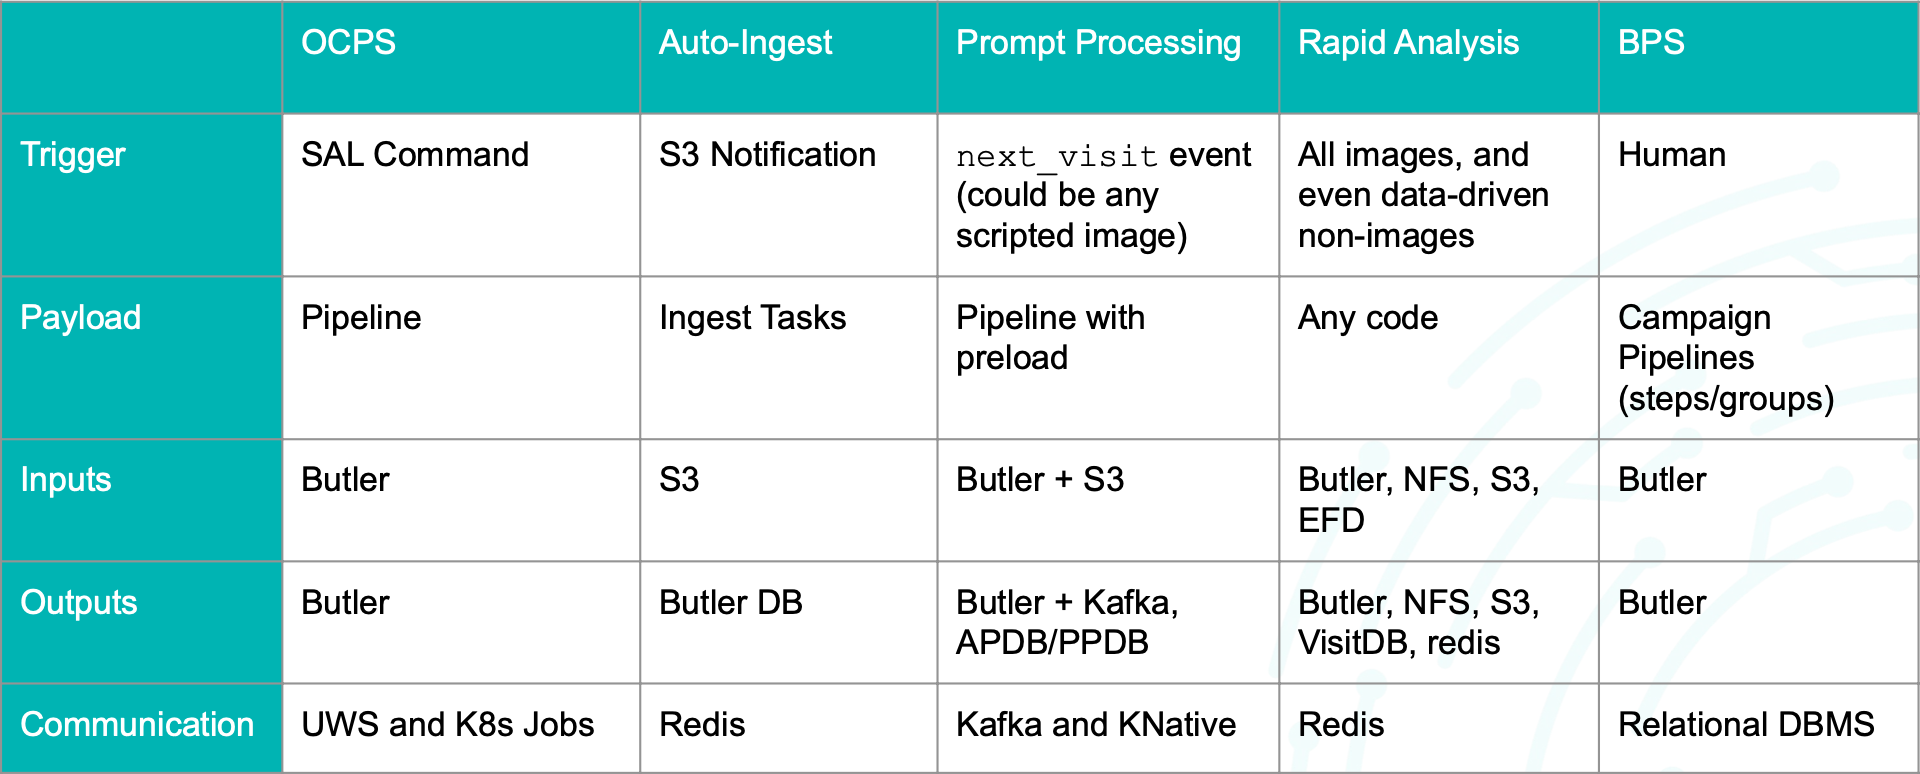 OCPS Auto-Ingest Prompt Processing Rapid Analysis BPS
Trigger
SAL Command
S3 Notification
next_visit event
(could be any
scripted image)
All images, and
even data-driven
non-images
Human
Payload
Pipeline
Ingest Tasks
Pipeline with
preload
Any code
Campaign
Pipelines
(steps/groups)
Inputs
Butler
S3
Butler + S3
Butler, NFS, S3,
EFD
Butler
Outputs
Butler
Butler DB
Butler + Kafka,
APDB/PPDB
Butler, NFS, S3,
VisitDB, redis
Butler
Communication
UWS and K8s Jobs
Redis
Kafka and KNative
Redis
Relational DBMS